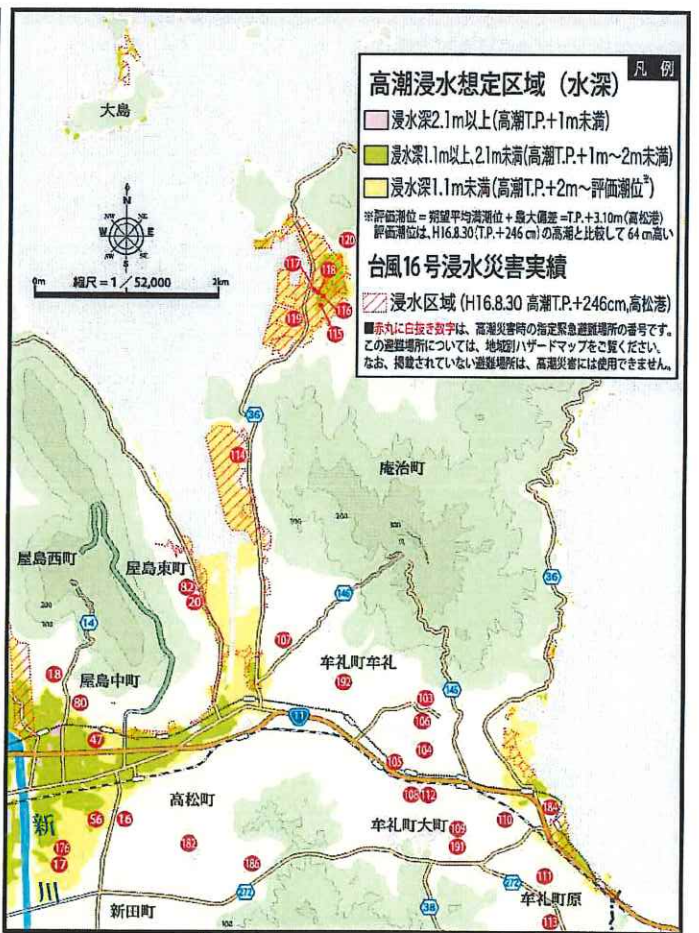 凡 例
高潮浸水想定区域（水深）
浸水深2.1m以上(高潮T.P.+1m未満)
浸水深1.1m以上,2.1m未満(高潮T.P.+1m～2m未満)
浸水深1.1m未満(高潮T.P.+2m～評価潮位※)
※評価潮位＝朔望平均満潮位＋最大偏差＝T.P.+3.10m(高松港)
評価潮位は、H16.8.30(T.P.+246㎝)の高潮と比較して64㎝高い
台風16号浸水災害実績
浸水区域(H16.8.30 高潮T.P.+246cm,高松港)
■赤丸に白抜き数字は、高潮災害時の指定緊急避難場所の番号です。
この避難場所については、地域別ハザードマップをご覧ください。
なお、掲載されていない避難場所は、高潮災害には使用できません。
大島
N
NW NE
W E
SW SE
S
0m 縮尺＝1／52,000 2km
120
117 118
116
119
115
36
114
庵治町
300 200 300
屋島西町
屋島東町
82
20
36
146
200
300
14
107
牟礼町牟礼
18
屋島中町
192
145
80
103
106
11
47
104
105
108 112
184
高松町
56 16
牟礼町大町
109
110
新
176
182
191
17
186
111
川
272
272
牟礼町原
新田町
38
113
100